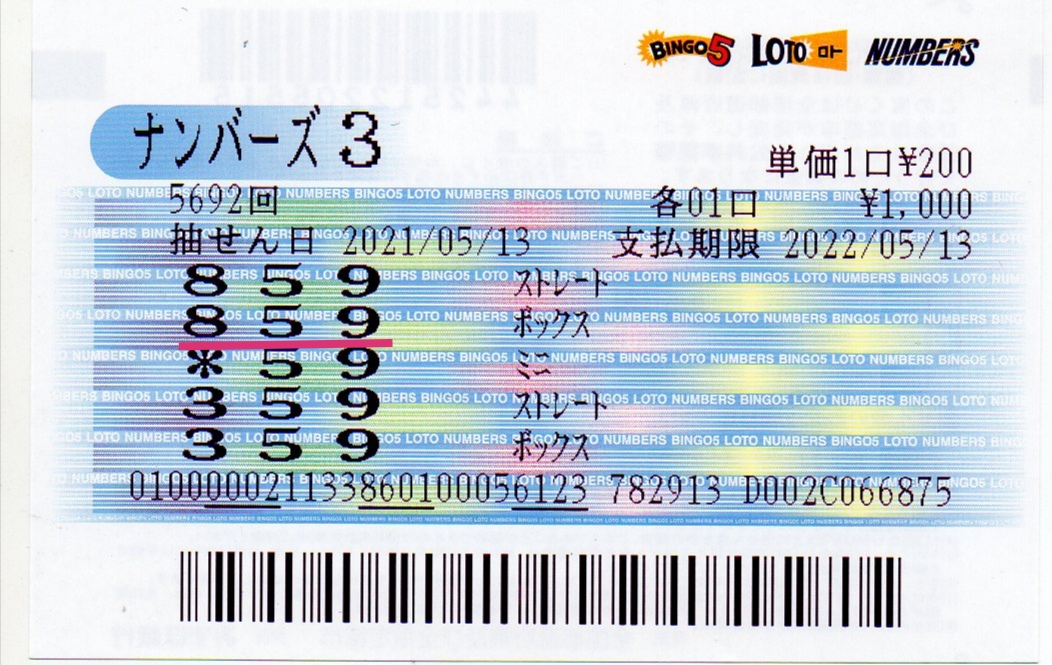 BINGO5 LOTO ロト NUMBERS
ナンバーズ3
単価1口¥200
5692回 各01口 ¥1,000
抽せん日 2021/05/13 支払期限 2022/05/13
8 5 9 ストレート
8 5 9 ボックス
* 5 9 ミニ
3 5 9 ストレート
3 5 9 ボックス
010000021133860100056123 782913 D002C066875